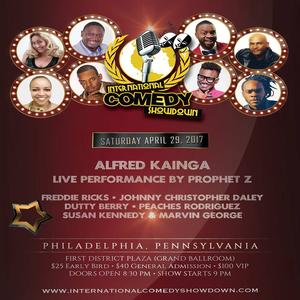 INTERNATIONAL
COMEDY
SHOWDOWN
SATURDAY APRIL 29, 2017
ALFRED KAINGA
LIVE PERFORMANCE BY PROPHET Z
FREDDIE RICKS • JOHNNY CHRISTOPHER DALEY
DUTTY BERRY • PEACHES RODRIGUEZ
SUSAN KENNEDY & MARVIN GEORGE
PHILADELPHIA, PENNSYLVANIA
FIRST DISTRICT PLAZA (GRAND BALLROOM)
$25 EARLY BIRD • $40 GENERAL ADMISSION • $100 VIP
DOORS OPEN 8:30 PM • SHOW STARTS 9 PM
WWW.INTERNATIONALCOMEDYSHOWDOWN.COM